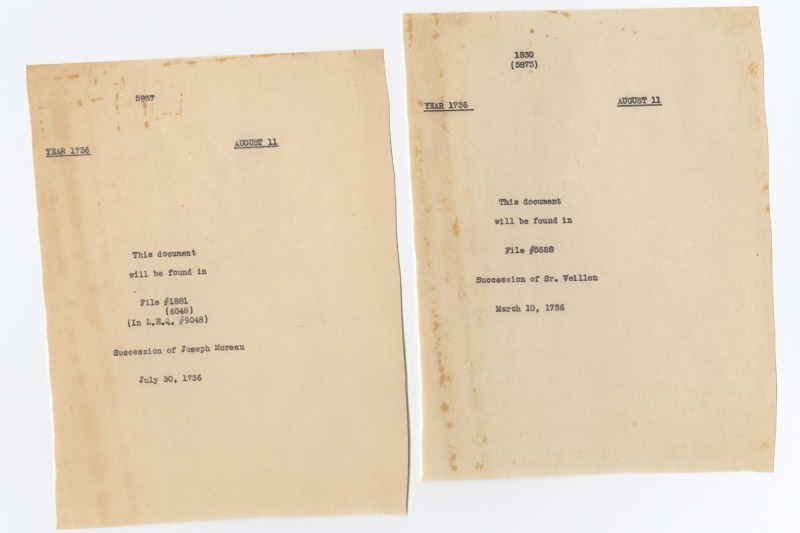 5937
YEAR 1736
AUGUST 11
This document
will be found in
File #1881
(6048)
(In L.H.Q. #9048)
Succession of Joseph Moreau
July 30, 1736
1830
(5873)
YEAR 1736
AUGUST 11
This document
will be found in
File #5628
Succession of Sr. Veillon
March 10, 1736